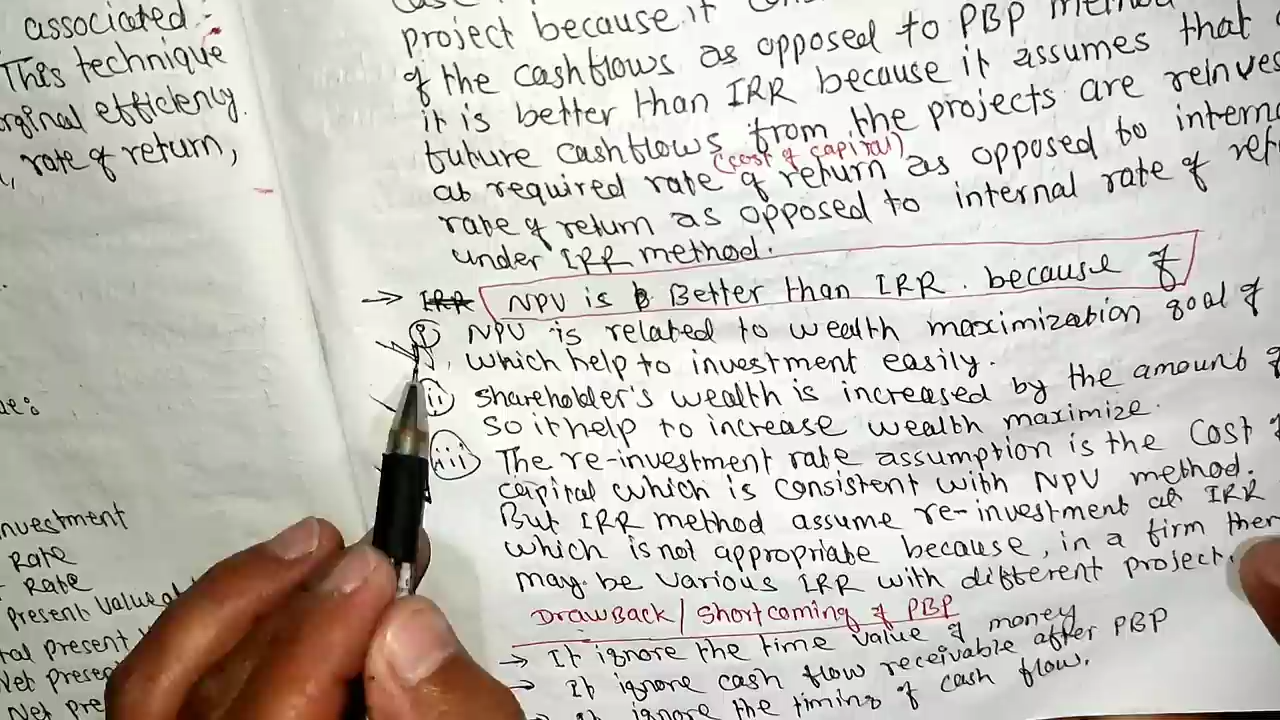 associated :-
This technique
efficiency.
rate of return,
Investment
Rate
Rate
Present Value
present
Net Present
Net Pre
project because it
of the cashflows as opposed to PBP method
it is better than IRR because it assumes that
future cashflows from the projects are reinves
(cost of capital)
at required rate of return as opposed to intern
rate of return as opposed to internal rate of ret
under IRR method.
→ IRR NPV is b Better than IRR. because of
(i) NPV is related to wealth maximization goal of
which help to investment easily.
(ii) shareholder's wealth is increased by the amount of
So it help to increase wealth maximize.
(iii) The re-investment rate assumption is the cost of
capital which is consistent with NPV method.
But IRR method assume re-investment at IRR
which is not appropriate because, in a firm ther
may be various IRR with different project.
DrawBack / Shortcoming of PBP
→ It ignore the time value of money
→ It ignore cash flow receivable after PBP
→ It ignore the timing of cash flow.